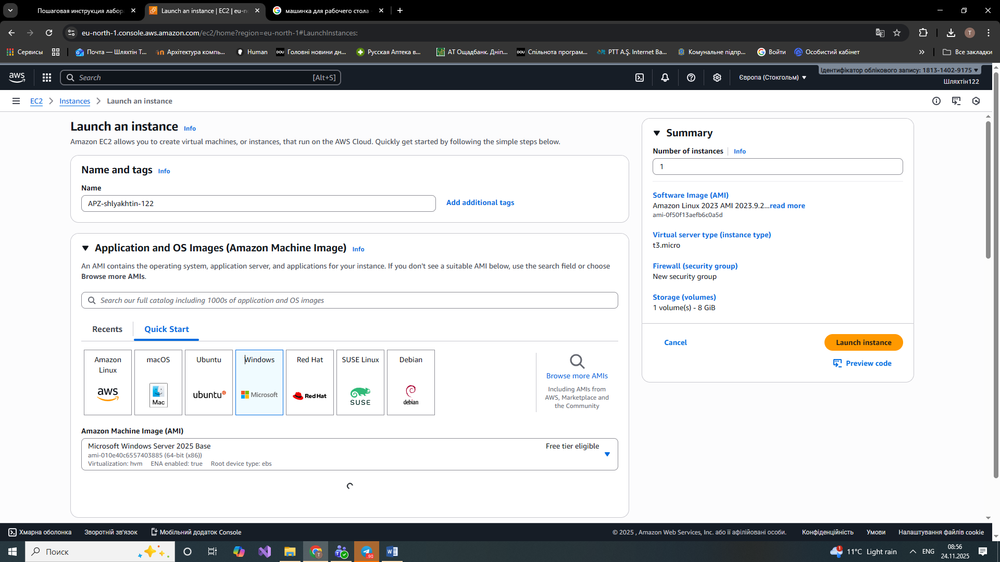 Пошаговая инструкция лабор
Launch an instance | EC2 | eu-n
машинка для рабочего стола
eu-north-1.console.aws.amazon.com/ec2/home?region=eu-north-1#LaunchInstances:
T
Сервисы
Почта — Шляхтін Т...
Архітектура компь...
Human
DOU
Головні новини дн...
Русская Аптека в...
АТ Ощадбанк. Дніп...
DOU
Спільнота програм...
PTT A.Ş. Internet Ba...
Комунальне підпр...
Войти
Особистий кабінет
»
Все закладки
aws
Search
[Alt+S]
Європа (Стокгольм)
Ідентифікатор облікового запису: 1813-1402-9175
Шляхтін122
EC2
Instances
Launch an instance
Launch an instance
Info
Amazon EC2 allows you to create virtual machines, or instances, that run on the AWS Cloud. Quickly get started by following the simple steps below.
Name and tags
Info
Name
APZ-shlyakhtin-122
Add additional tags
Application and OS Images (Amazon Machine Image)
Info
An AMI contains the operating system, application server, and applications for your instance. If you don't see a suitable AMI below, use the search field or choose
Browse more AMIs.
Search our full catalog including 1000s of application and OS images
Recents
Quick Start
Amazon
Linux
aws
macOS
Mac
Ubuntu
ubuntu
Windows
Microsoft
Red Hat
Red Hat
SUSE Linux
SUSE
Debian
debian
Browse more AMIs
Including AMIs from
AWS, Marketplace and
the Community
Amazon Machine Image (AMI)
Microsoft Windows Server 2025 Base
Free tier eligible
ami-010e40c6557403885 (64-bit (x86))
Virtualization: hvm
ENA enabled: true
Root device type: ebs
Summary
Number of instances
Info
1
Software Image (AMI)
Amazon Linux 2023 AMI 2023.9.2...read more
ami-0f50f13aefb6c0a5d
Virtual server type (instance type)
t3.micro
Firewall (security group)
New security group
Storage (volumes)
1 volume(s) - 8 GiB
Cancel
Launch instance
Preview code
Хмарна оболонка
Зворотній зв'язок
Мобільний додаток Console
© 2025 , Amazon Web Services, Inc. або її афілійовані особи.
Конфіденційність
Умови
Налаштування файлів cookie
Поиск
.90
1
11°C Light rain
ENG
08:56
24.11.2025